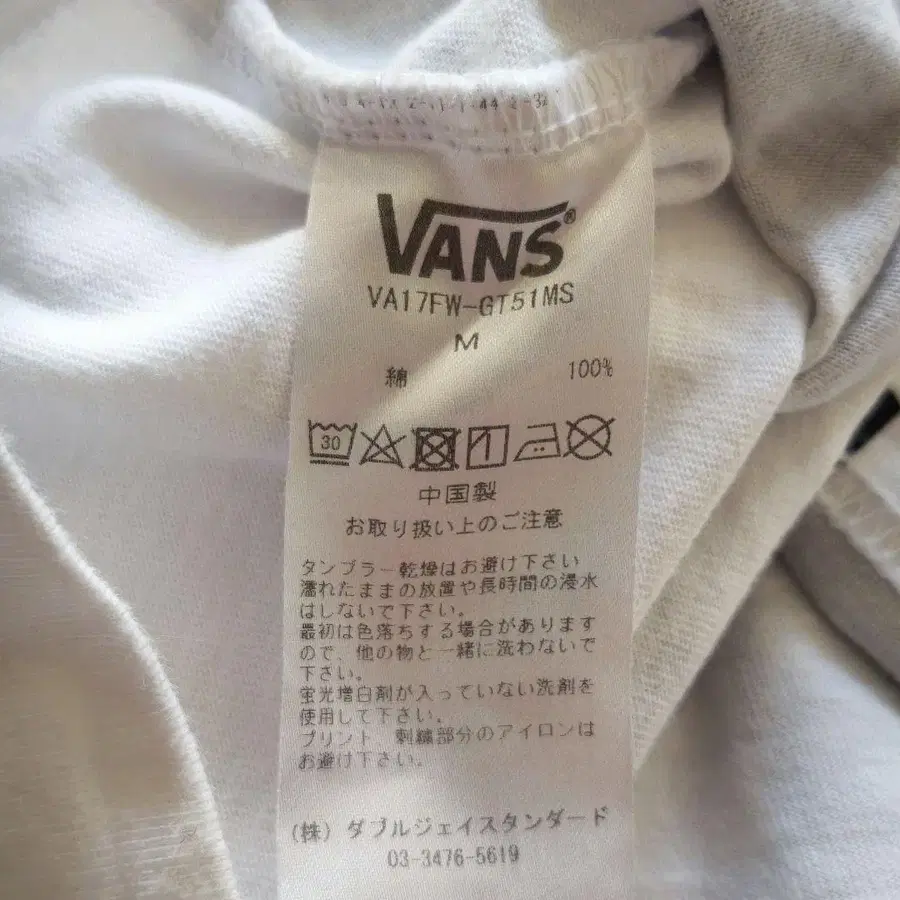 VANS®
VA17FW-GT51MS
M
綿 100%
30
中国製
お取り扱い上のご注意
タンブラー乾燥はお避け下さい
濡れたままの放置や長時間の浸水
はしないで下さい。
最初は色落ちする場合があります
ので、他の物と一緒に洗わないで
下さい。
蛍光増白剤が入っていない洗剤を
使用して下さい。
プリント 刺繍部分のアイロンは
お避け下さい。
(株) ダブルジェイスタンダード
03-3476-5619